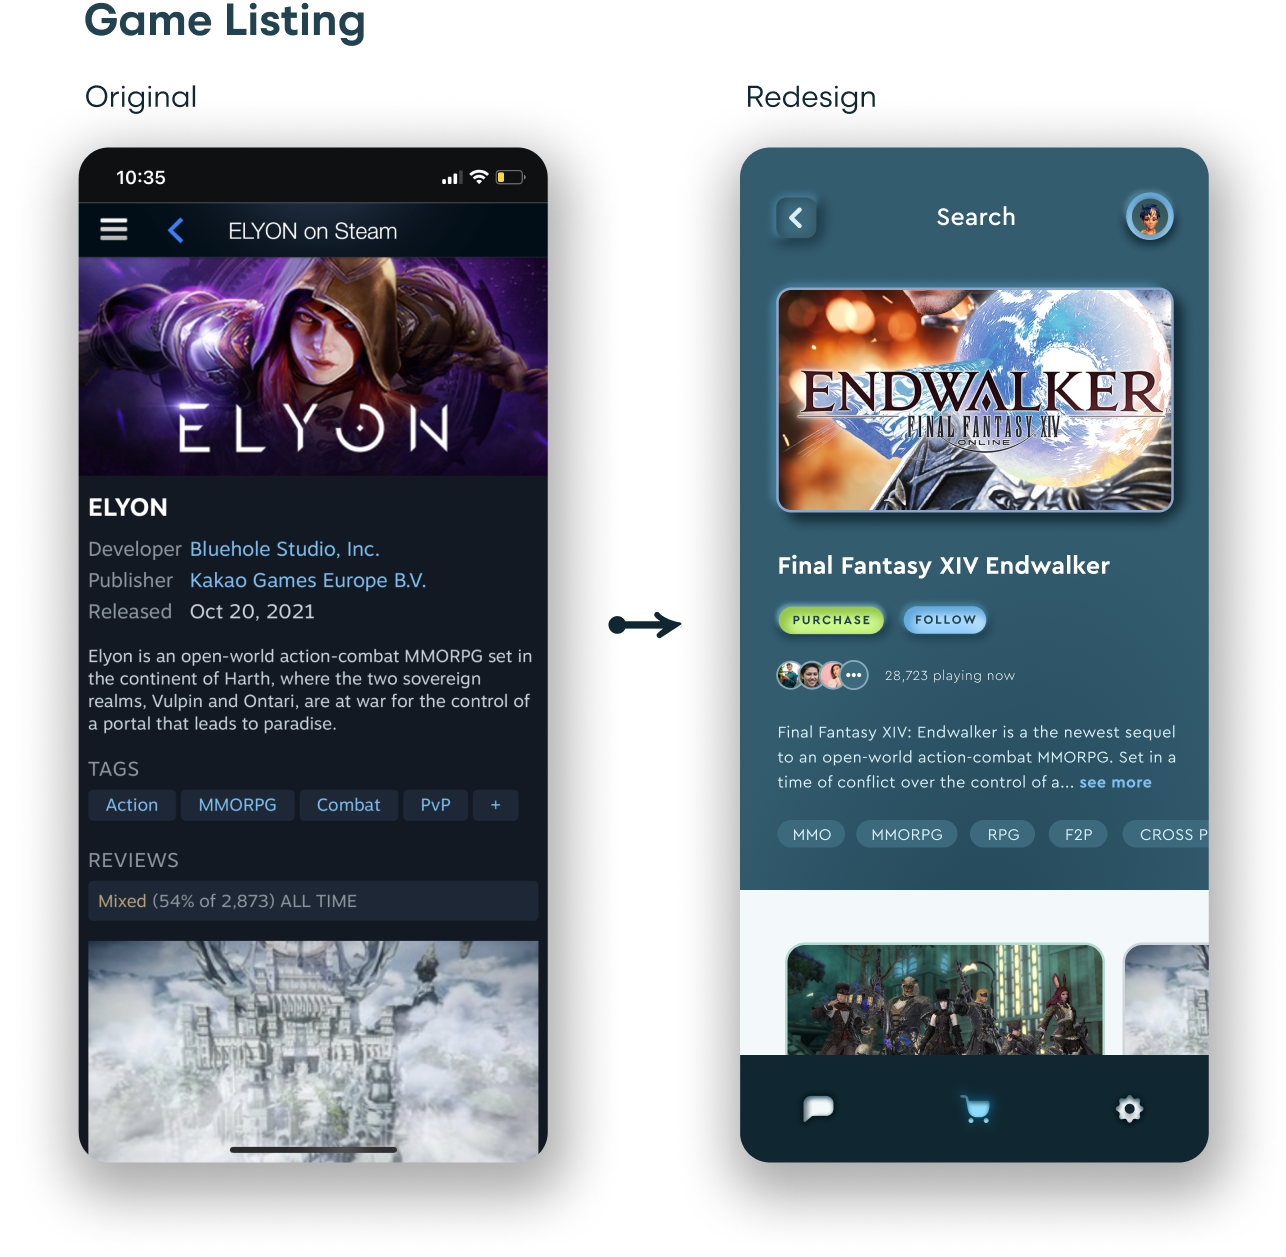 Game Listing
Original
Redesign
10:35
ELYON on Steam
ELYON
ELYON
Developer Bluehole Studio, Inc.
Publisher Kakao Games Europe B.V.
Released Oct 20, 2021
Elyon is an open-world action-combat MMORPG set in
the continent of Harth, where the two sovereign
realms, Vulpin and Ontari, are at war for the control of
a portal that leads to paradise.
TAGS
Action MMORPG Combat PvP +
REVIEWS
Mixed (54% of 2,873) ALL TIME
Search
ENDWALKER
FINAL FANTASY XIV
ONLINE
Final Fantasy XIV Endwalker
PURCHASE FOLLOW
28,723 playing now
Final Fantasy XIV: Endwalker is a the newest sequel
to an open-world action-combat MMORPG. Set in a
time of conflict over the control of a... see more
MMO MMORPG RPG F2P CROSS P